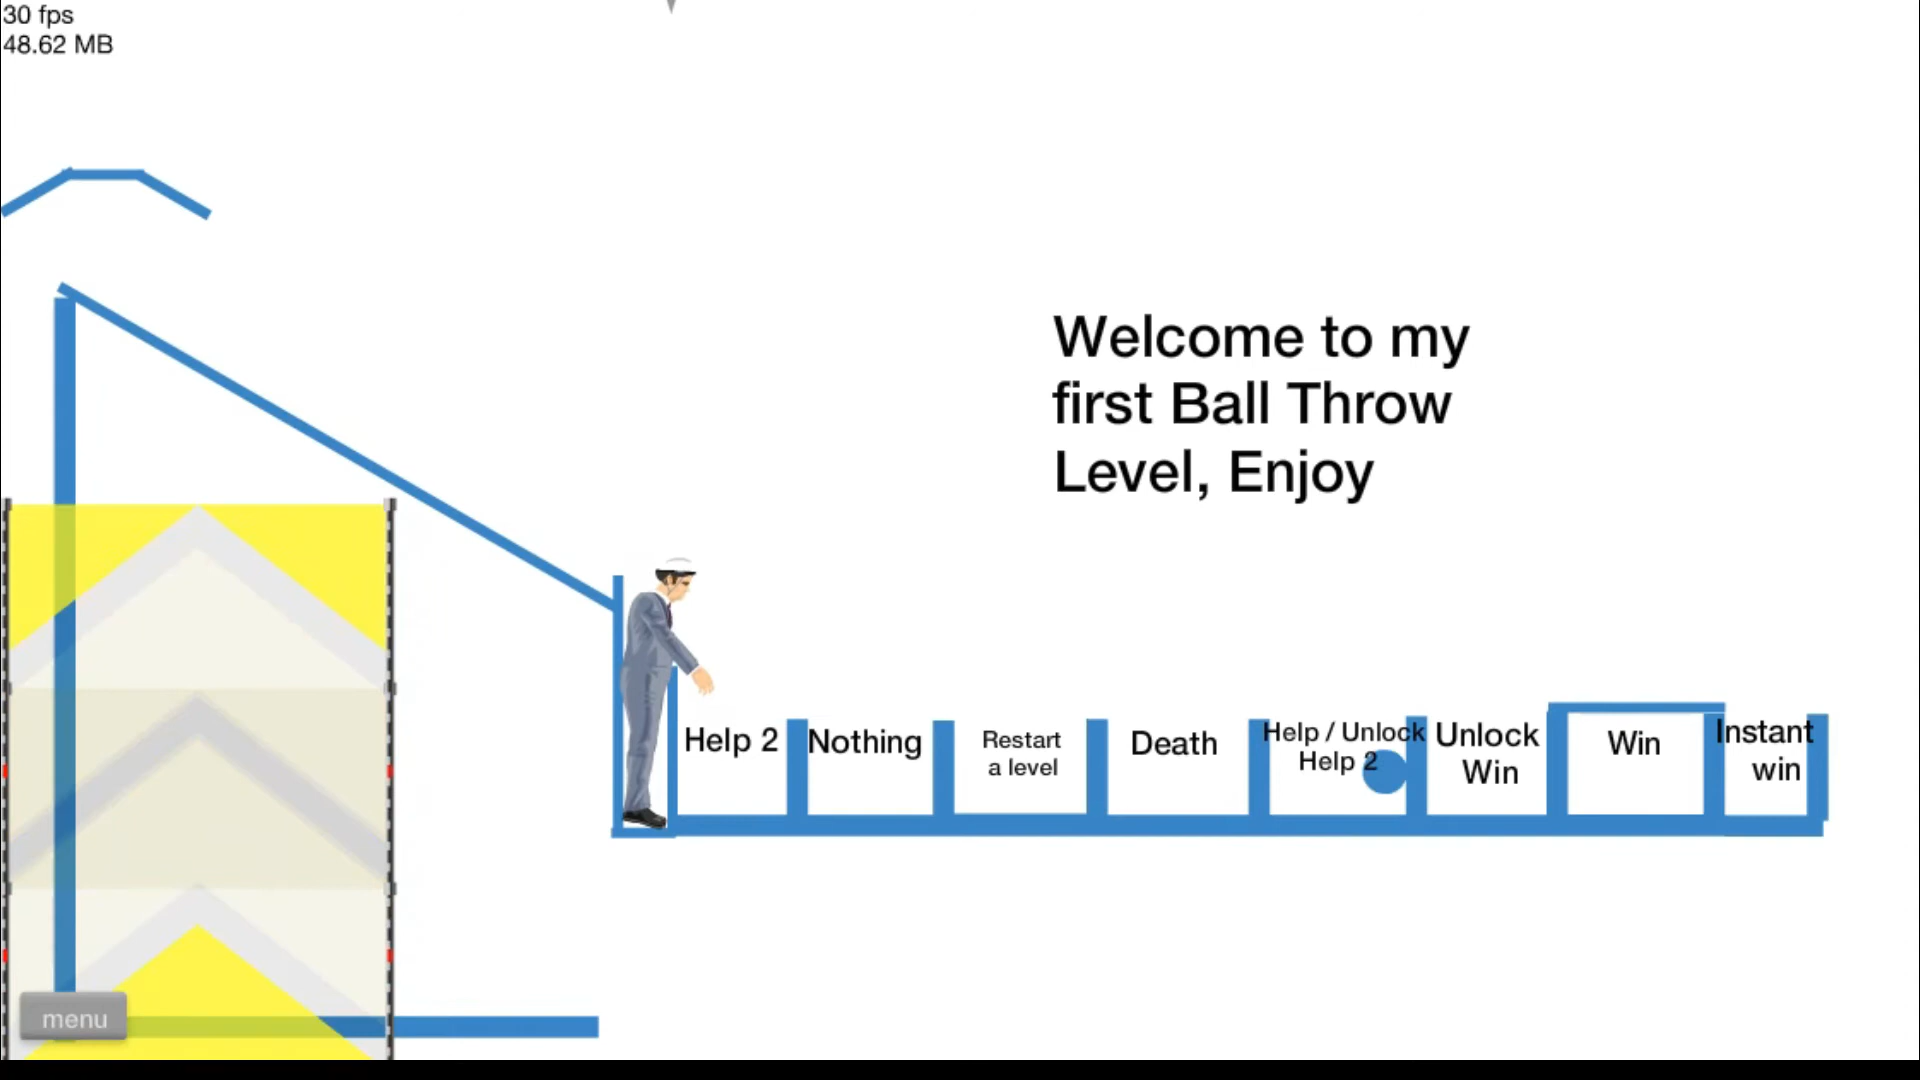 30 fps
48.62 MB
Welcome to my
first Ball Throw
Level, Enjoy
Help 2
Nothing
Restart
a level
Death
Help / Unlock
Help 2
Unlock
Win
Win
Instant
win
menu